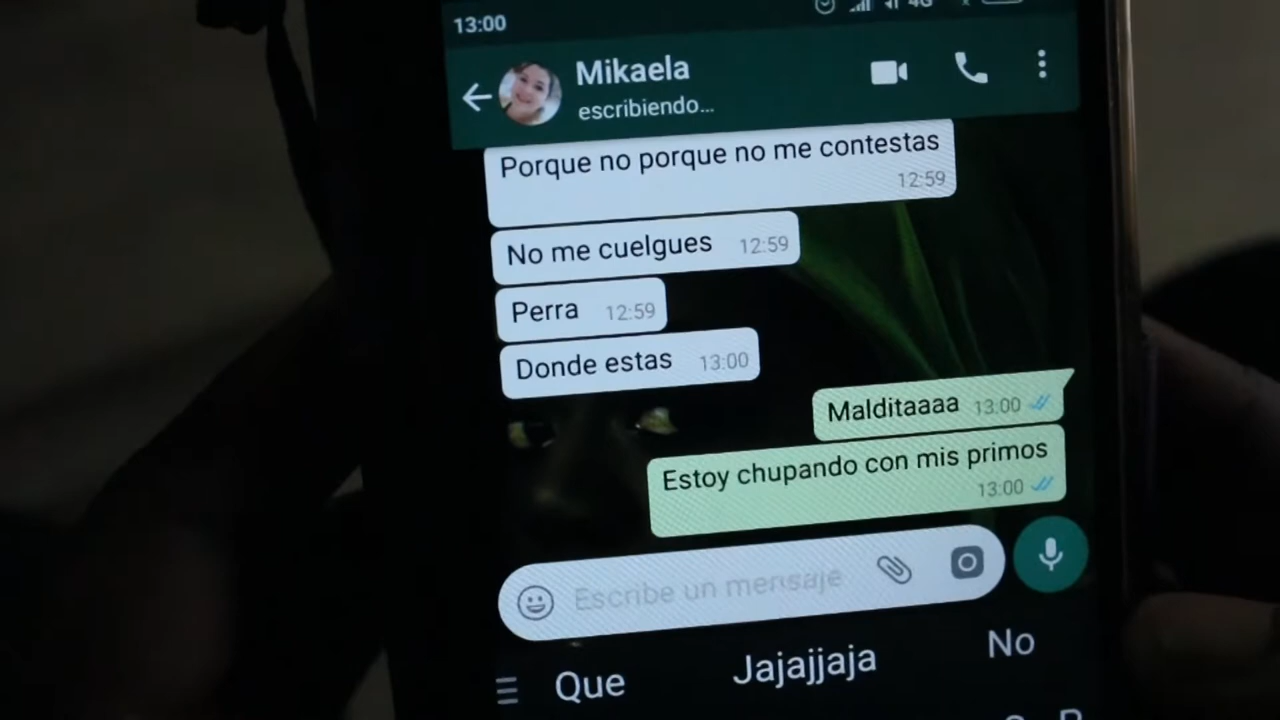 13:00
Mikaela
escribiendo...
Porque no porque no me contestas
12:59
No me cuelgues 12:59
Perra 12:59
Donde estas 13:00
Malditaaaa 13:00
Estoy chupando con mis primos
13:00
Escribe un mensaje
Que Jajajjaja No